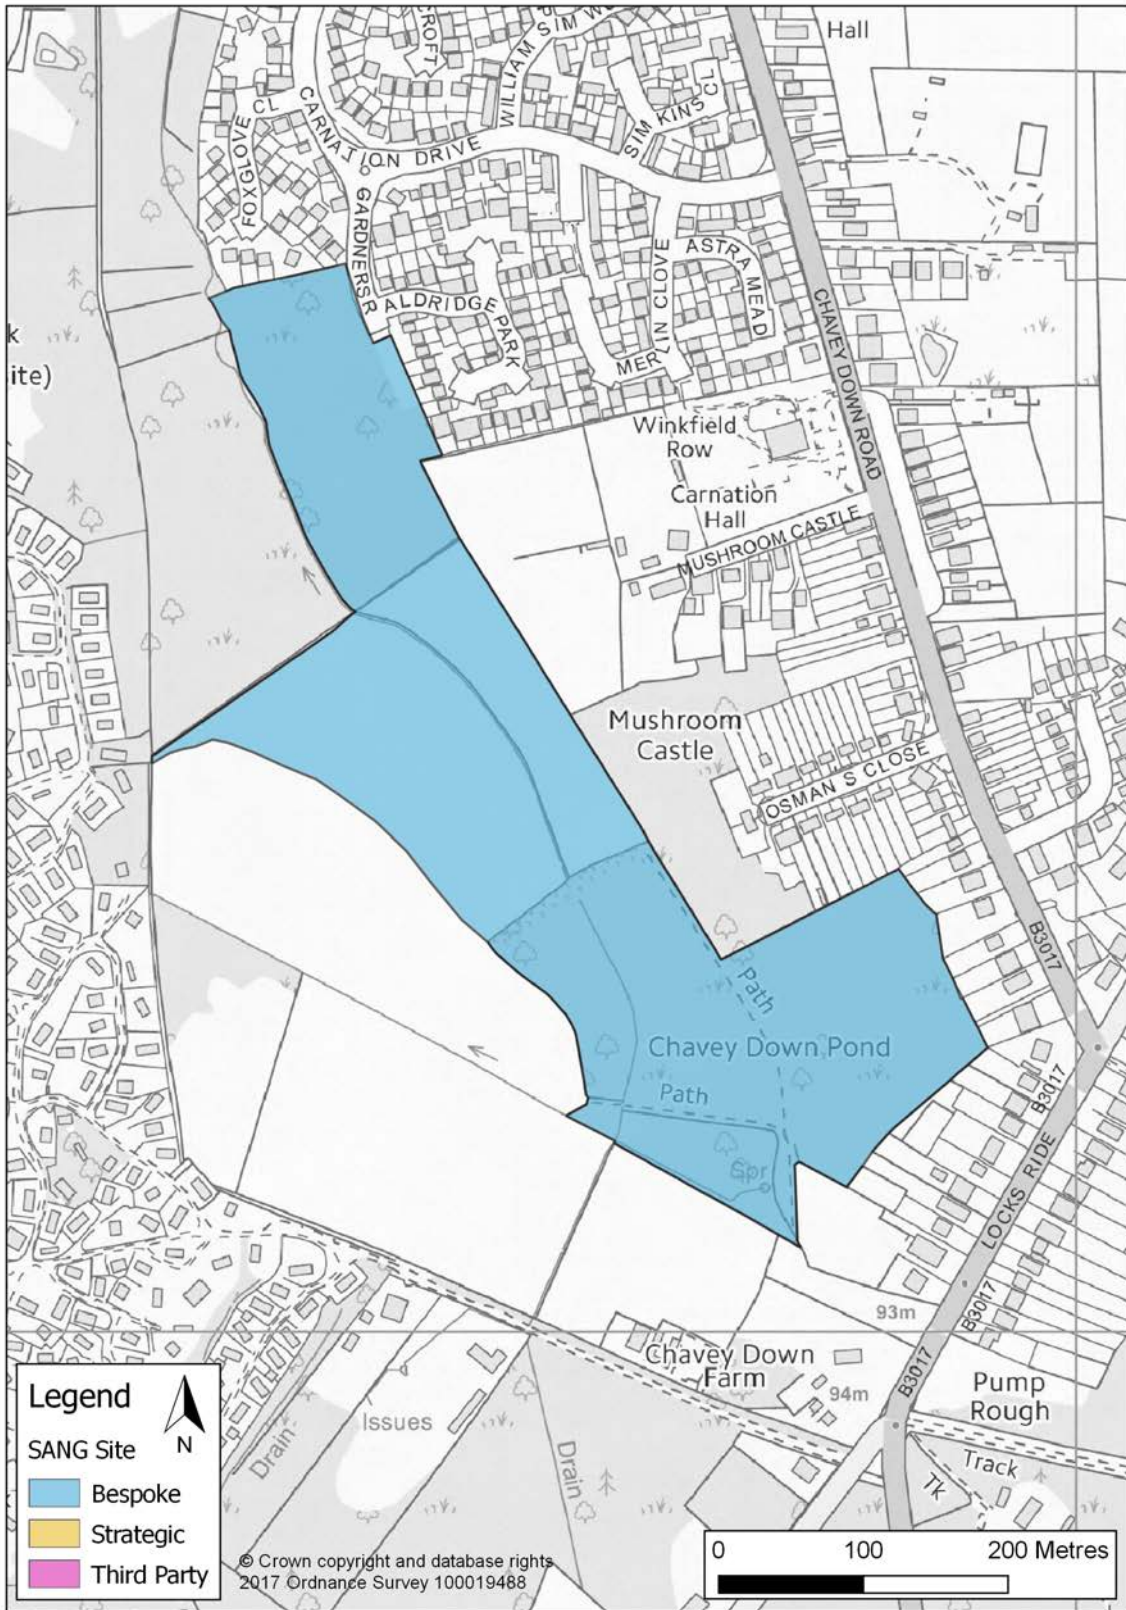 Hall
CROFT
WILLIAM SIM
FOXGLOVE CL
CARNATION DRIVE
SIMKINS CL
GARDNERS R
ALDRIDGE PARK
MERLIN CLOVE
ASTRA MEAD
CHAVEY DOWN ROAD
k
ite)
Winkfield
Row
Carnation
Hall
MUSHROOM CASTLE
Mushroom
Castle
OSMAN S CLOSE
B3017
Path
Chavey Down Pond
Path
Spr
B3017
LOCKS RIDE
B3017
93m
Chavey Down
Farm
94m
B3017
Pump
Rough
Track
Tk
Issues
Drain
Drain
Legend
N
SANG Site
Bespoke
Strategic
Third Party
© Crown copyright and database rights
2017 Ordnance Survey 100019488
0 100 200 Metres